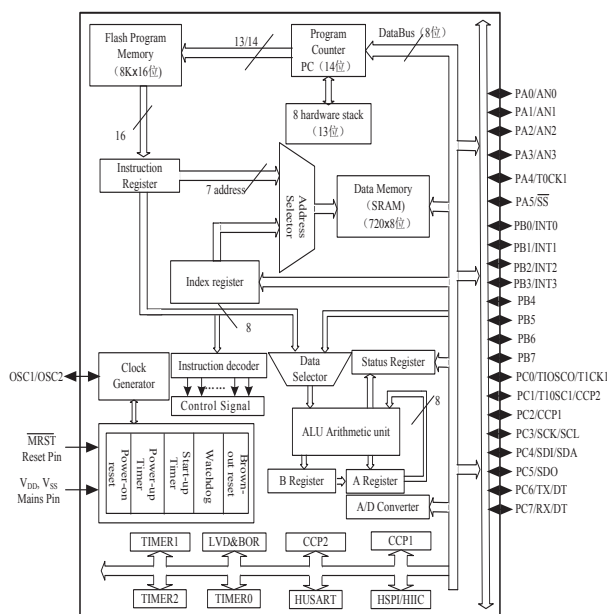 Flash Program
Memory
(8K×16位)
13/14
Program
Counter
PC（14位）
DataBus（8位）
8 hardware stack
（13位）
16
Instruction
Register
7 address
Address
Selector
Data Memory
(SRAM)
(720x8位)
Index register
8
OSC1/OSC2
Clock
Generator
Instruction decoder
Control Signal
Data
Selector
Status Register
ALU Arithmetic unit
8
B Register
A Register
A/D Converter
MRST
Reset Pin
VDD, VSS
Mains Pin
Power-on
reset
Power-up
Timer
Start-up
Timer
Watchdog
Brown-
out reset
TIMER1
LVD&BOR
CCP2
CCP1
TIMER2
TIMER0
HUSART
HSPI/HIIC
PA0/AN0
PA1/AN1
PA2/AN2
PA3/AN3
PA4/T0CK1
PA5/SS
PB0/INT0
PB1/INT1
PB2/INT2
PB3/INT3
PB4
PB5
PB6
PB7
PC0/TIOSCO/T1CK1
PC1/T10SC1/CCP2
PC2/CCP1
PC3/SCK/SCL
PC4/SDI/SDA
PC5/SDO
PC6/TX/DT
PC7/RX/DT